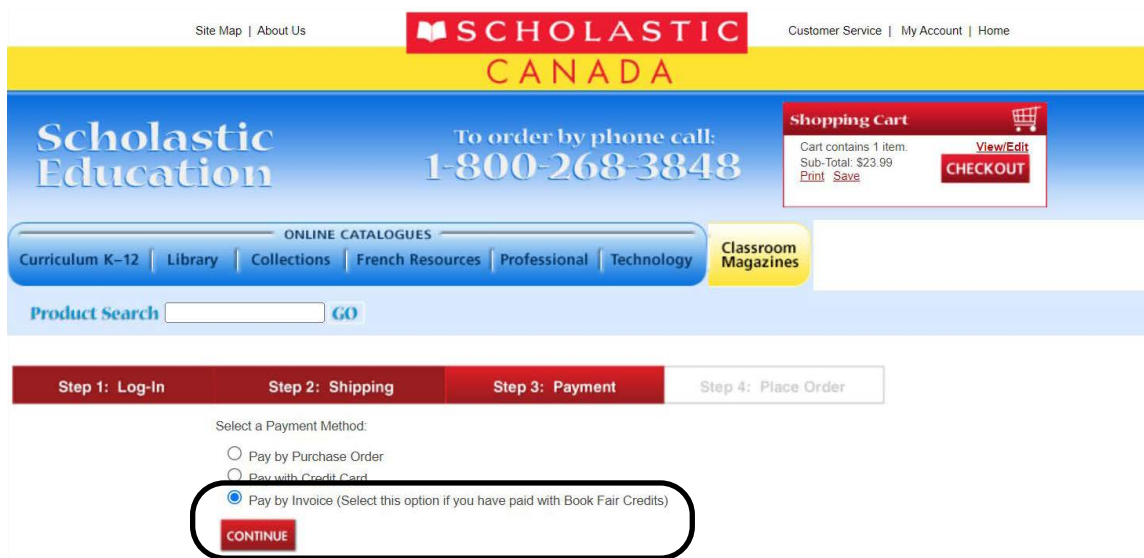 Site Map | About Us
SCHOLASTIC
CANADA
Customer Service | My Account | Home
Scholastic
Education
To order by phone call:
1-800-268-3848
Shopping Cart
Cart contains 1 item.
View/Edit
Sub-Total: $23.99
Print Save
CHECKOUT
ONLINE CATALOGUES
Curriculum K–12 | Library | Collections | French Resources | Professional | Technology
Classroom
Magazines
Product Search GO
Step 1: Log-In Step 2: Shipping Step 3: Payment Step 4: Place Order
Select a Payment Method:
Pay by Purchase Order
Pay with Credit Card
Pay by Invoice (Select this option if you have paid with Book Fair Credits)
CONTINUE